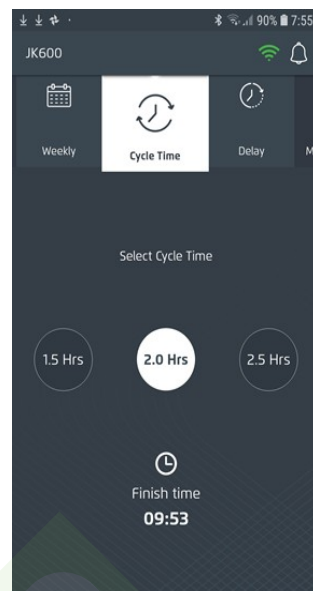 90% 7:55
JK600
Weekly
Cycle Time
Delay
M
Select Cycle Time
1.5 Hrs
2.0 Hrs
2.5 Hrs
Finish time
09:53